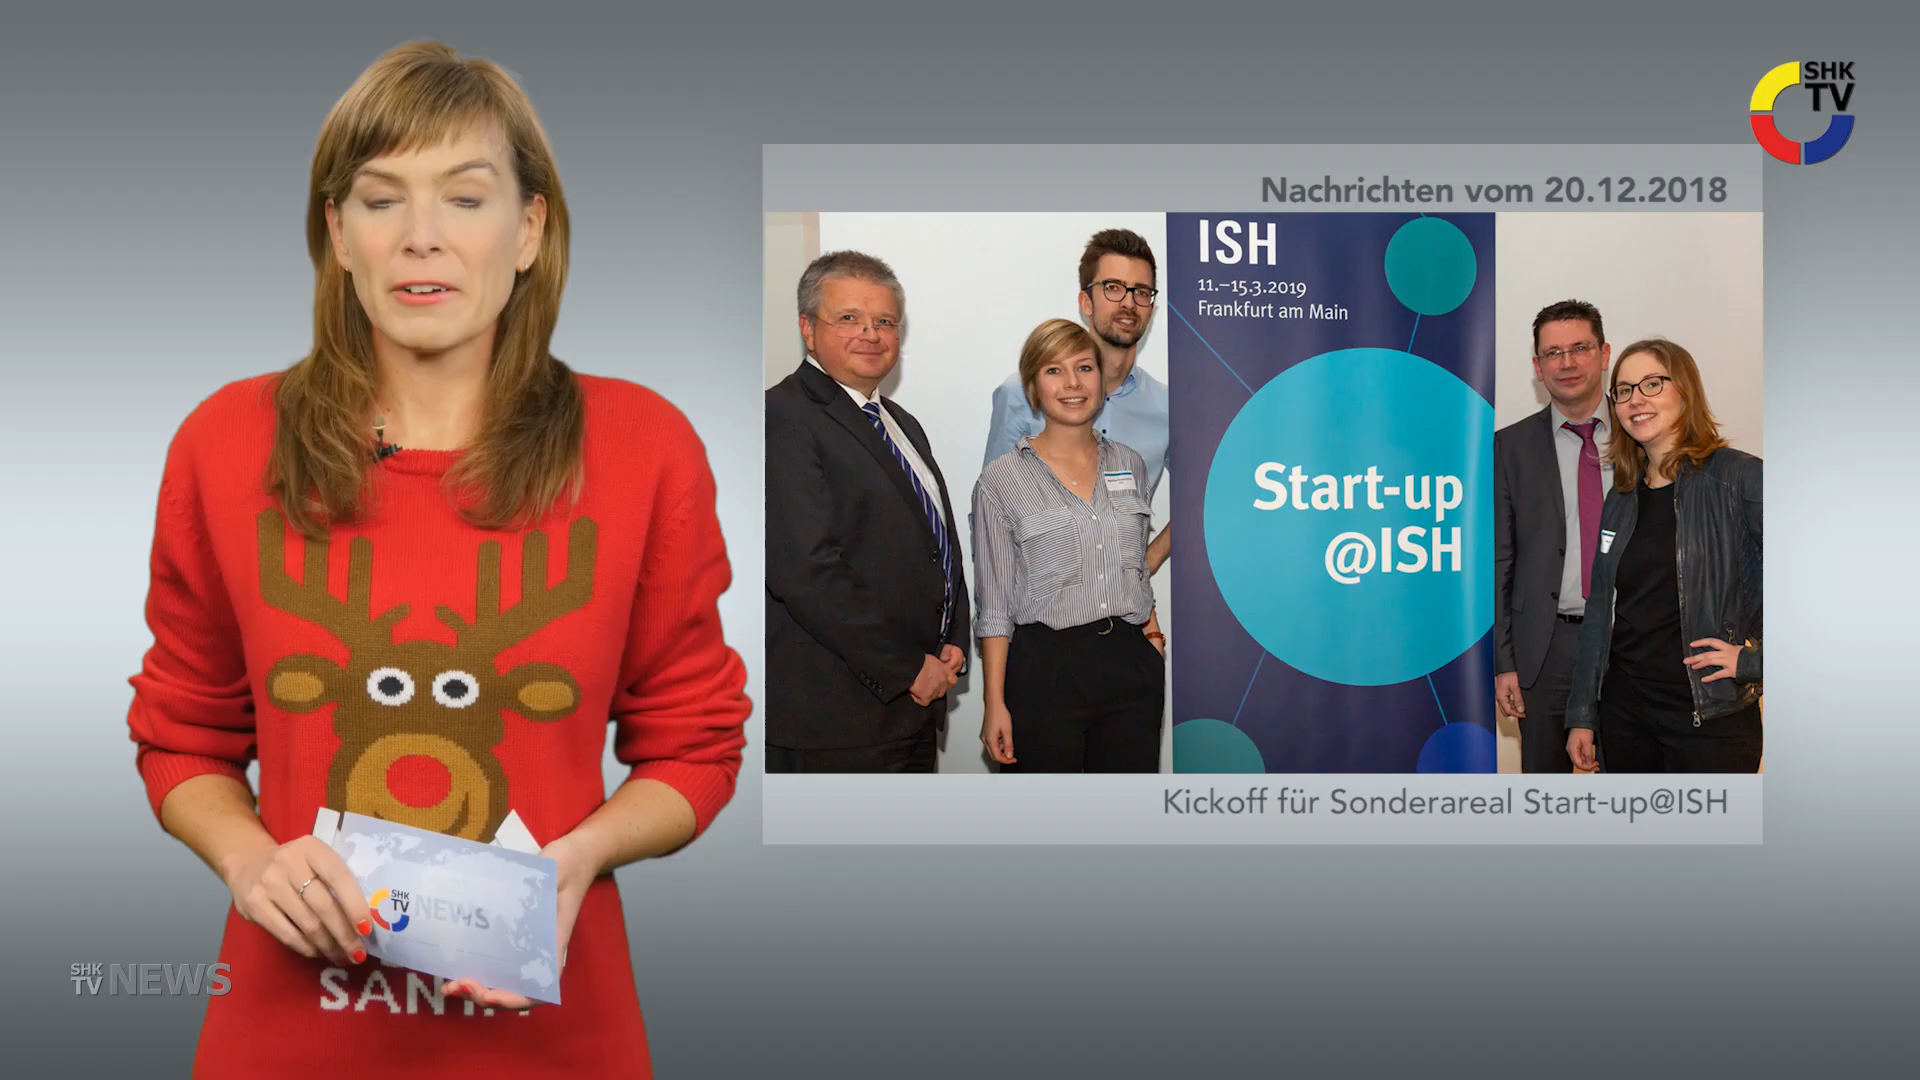 SHK
TV
Nachrichten vom 20.12.2018
ISH
11.–15.3.2019
Frankfurt am Main
Start-up
@ISH
Kickoff für Sonderareal Start-up@ISH
SHK
TV NEWS
SHK
TV NEWS